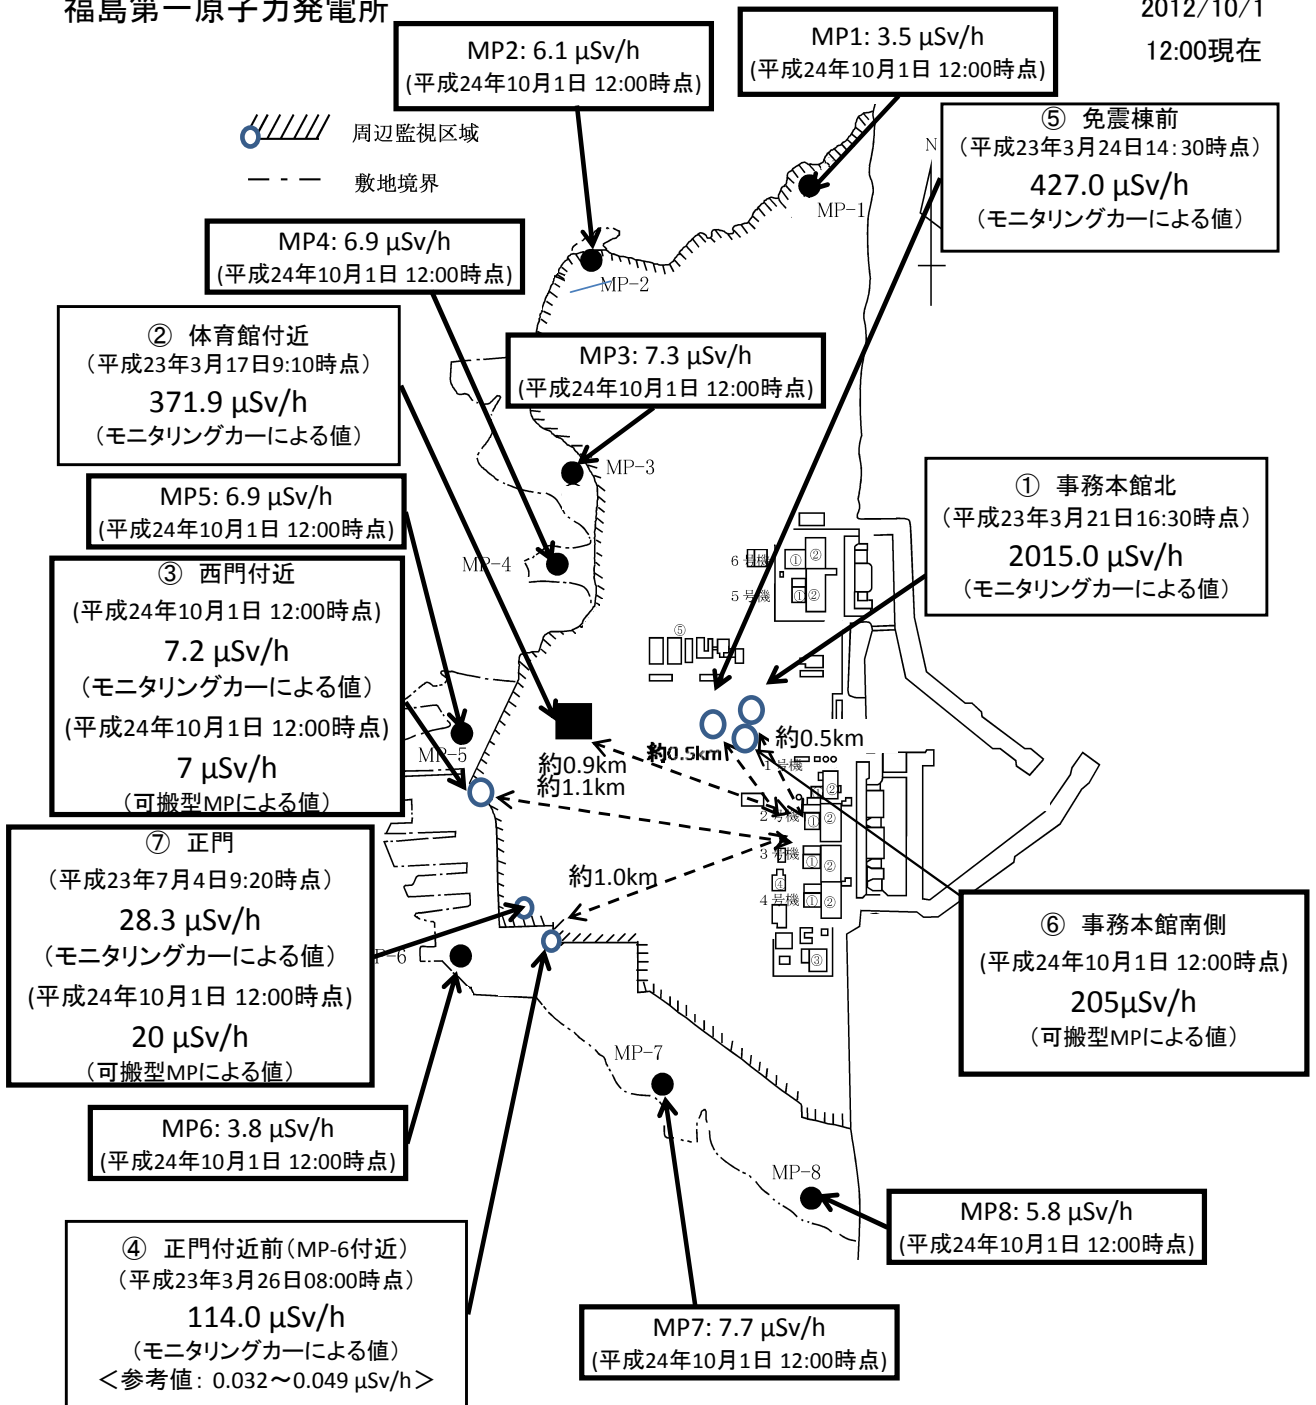 福島第一原子力発電所
2012/10/1
12:00現在
MP2: 6.1 μSv/h
(平成24年10月1日 12:00時点)
MP1: 3.5 μSv/h
(平成24年10月1日 12:00時点)
周辺監視区域
敷地境界
⑤ 免震棟前
(平成23年3月24日14:30時点)
427.0 μSv/h
(モニタリングカーによる値)
N
MP-1
MP4: 6.9 μSv/h
(平成24年10月1日 12:00時点)
MP-2
② 体育館付近
(平成23年3月17日9:10時点)
371.9 μSv/h
(モニタリングカーによる値)
MP3: 7.3 μSv/h
(平成24年10月1日 12:00時点)
MP-3
MP5: 6.9 μSv/h
(平成24年10月1日 12:00時点)
① 事務本館北
(平成23年3月21日16:30時点)
2015.0 μSv/h
(モニタリングカーによる値)
MP-4
6号機
①
②
5号機
①
②
③ 西門付近
(平成24年10月1日 12:00時点)
7.2 μSv/h
(モニタリングカーによる値)
(平成24年10月1日 12:00時点)
7 μSv/h
(可搬型MPによる値)
⑤
MP-5
約0.9km
約1.1km
約0.5km
約0.5km
1号機
②
2号機
①
②
3号機
①
②
④
4号機
①
②
③
約1.0km
⑦ 正門
(平成23年7月4日9:20時点)
28.3 μSv/h
(モニタリングカーによる値)
(平成24年10月1日 12:00時点)
20 μSv/h
(可搬型MPによる値)
P-6
⑥ 事務本館南側
(平成24年10月1日 12:00時点)
205μSv/h
(可搬型MPによる値)
MP-7
MP6: 3.8 μSv/h
(平成24年10月1日 12:00時点)
MP-8
MP8: 5.8 μSv/h
(平成24年10月1日 12:00時点)
④ 正門付近前(MP-6付近)
(平成23年3月26日08:00時点)
114.0 μSv/h
(モニタリングカーによる値)
<参考値: 0.032～0.049 μSv/h>
MP7: 7.7 μSv/h
(平成24年10月1日 12:00時点)